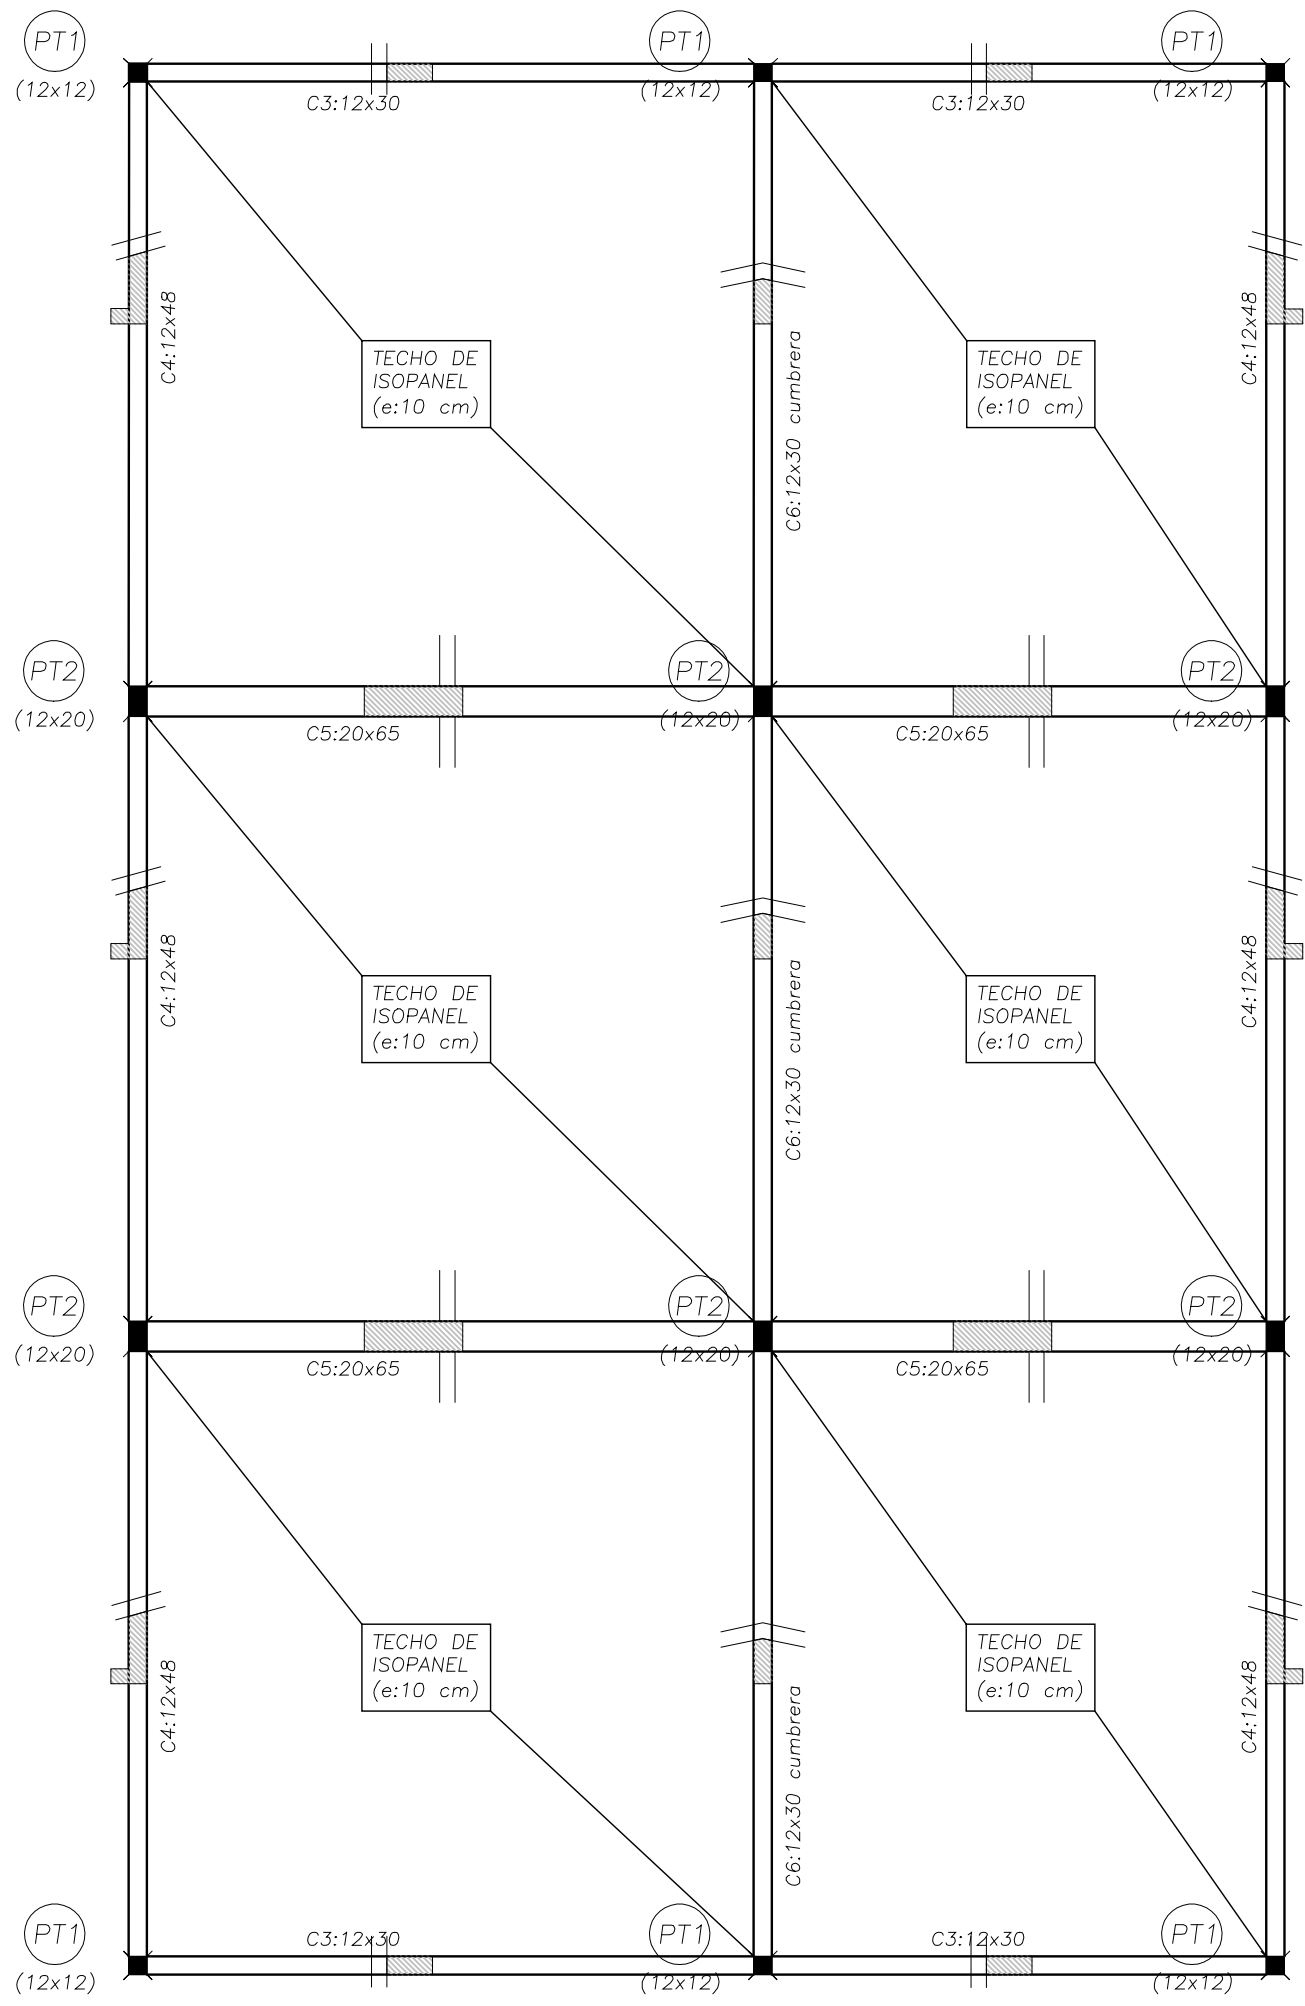 PT1
PT1
PT1
(12x12)
(12x12)
(12x12)
C3:12x30
C3:12x30
C4:12x48
C6:12x30 cumbrera
C4:12x48
TECHO DE
ISOPANEL
(e:10 cm)
TECHO DE
ISOPANEL
(e:10 cm)
PT2
PT2
PT2
(12x20)
(12x20)
(12x20)
C5:20x65
C5:20x65
C4:12x48
C6:12x30 cumbrera
C4:12x48
TECHO DE
ISOPANEL
(e:10 cm)
TECHO DE
ISOPANEL
(e:10 cm)
PT2
PT2
PT2
(12x20)
(12x20)
(12x20)
C5:20x65
C5:20x65
C4:12x48
C6:12x30 cumbrera
C4:12x48
TECHO DE
ISOPANEL
(e:10 cm)
TECHO DE
ISOPANEL
(e:10 cm)
PT1
PT1
PT1
C3:12x30
C3:12x30
(12x12)
(12x12)
(12x12)